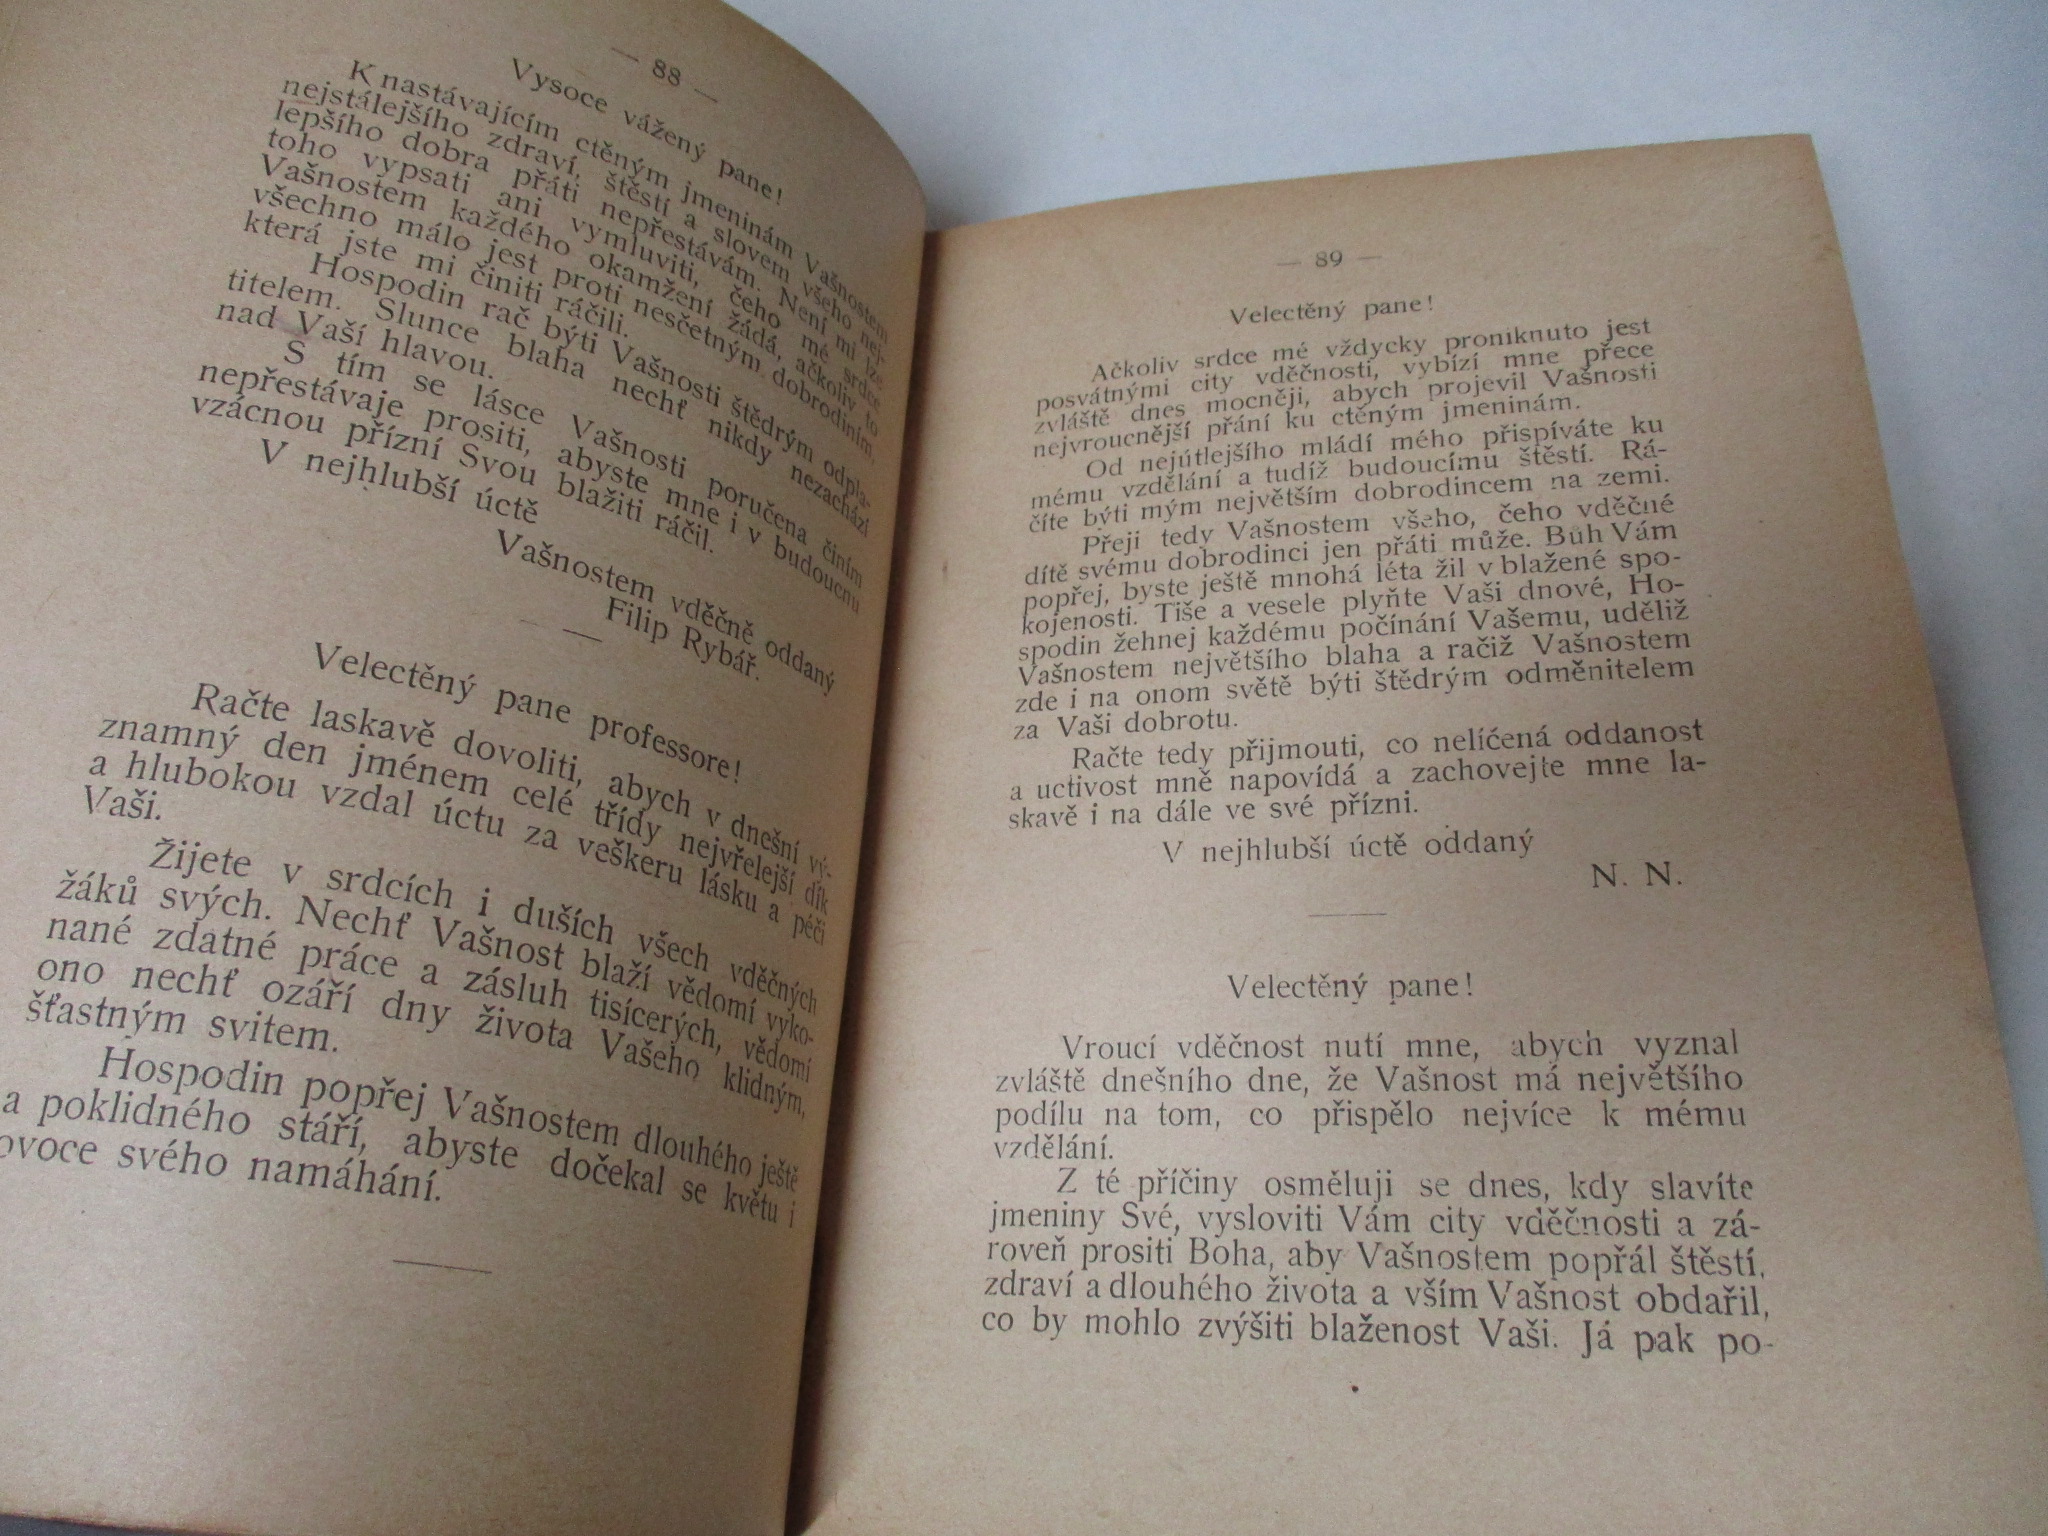 — 88 —
Vysoce vážený pane!
K nastávajícím ctěným jmeninám Vašnostem
nejstálejšího zdraví, štěstí a slovem všeho nej-
lepšího dobra přáti nepřestávám. Není mi lze
toho vypsati ani vymluviti, čeho mé srdce
Vašnostem každého okamžení žádá, ačkoliv to
všechno málo jest proti nesčetným dobrodiním,
která jste mi činiti ráčili.
Hospodin rač býti Vašnosti štědrým odpla-
titelem. Slunce blaha nechť nikdy nezachází
nad Vaší hlavou.
S tím se lásce Vašnosti poručena činím
nepřestávaje prositi, abyste mne i v budoucnu
vzácnou přízní Svou blažiti ráčil.
V nejhlubší úctě
Vašnostem vděčně oddaný
Filip Rybář.
Velectěný pane professore!
Račte laskavě dovoliti, abych v dnešní vý-
znamný den jménem celé třídy nejvřelejší dík
a hlubokou vzdal úctu za veškeru lásku a péči
Vaši.
Žijete v srdcích i duších všech vděčných
žáků svých. Nechť Vašnost blaží vědomí vyko-
nané zdatné práce a zásluh tisícerých, vědomí
ono nechť ozáří dny života Vašeho klidným,
šťastným svitem.
Hospodin popřej Vašnostem dlouhého ještě
a poklidného stáří, abyste dočekal se květu i
ovoce svého namáhání.
— 89 —
Velectěný pane!
Ačkoliv srdce mé vždycky proniknuto jest
posvátnými city vděčnosti, vybízí mne přece
zvláště dnes mocněji, abych projevil Vašnosti
nejvroucnější přání ku ctěným jmeninám.
Od nejútlejšího mládí mého přispíváte ku
mému vzdělání a tudíž budoucímu štěstí. Rá-
číte býti mým největším dobrodincem na zemi.
Přeji tedy Vašnostem všeho, čeho vděčné
dítě svému dobrodinci jen přáti může. Bůh Vám
popřej, byste ještě mnohá léta žil v blažené spo-
kojenosti. Tiše a vesele plyňte Vaši dnové, Ho-
spodin žehnej každému počínání Vašemu, uděliž
Vašnostem největšího blaha a račiž Vašnostem
zde i na onom světě býti štědrým odměnitelem
za Vaši dobrotu.
Račte tedy přijmouti, co nelíčená oddanost
a uctivost mně napovídá a zachovejte mne la-
skavě i na dále ve své přízni.
V nejhlubší úctě oddaný
N. N.
Velectěný pane!
Vroucí vděčnost nutí mne, abych vyznal
zvláště dnešního dne, že Vašnost má největšího
podílu na tom, co přispělo nejvíce k mému
vzdělání.
Z té příčiny osměluji se dnes, kdy slavíte
jmeniny Své, vysloviti Vám city vděčnosti a zá-
roveň prositi Boha, aby Vašnostem popřál štěstí,
zdraví a dlouhého života a vším Vašnost obdařil,
co by mohlo zvýšiti blaženost Vaši. Já pak po-